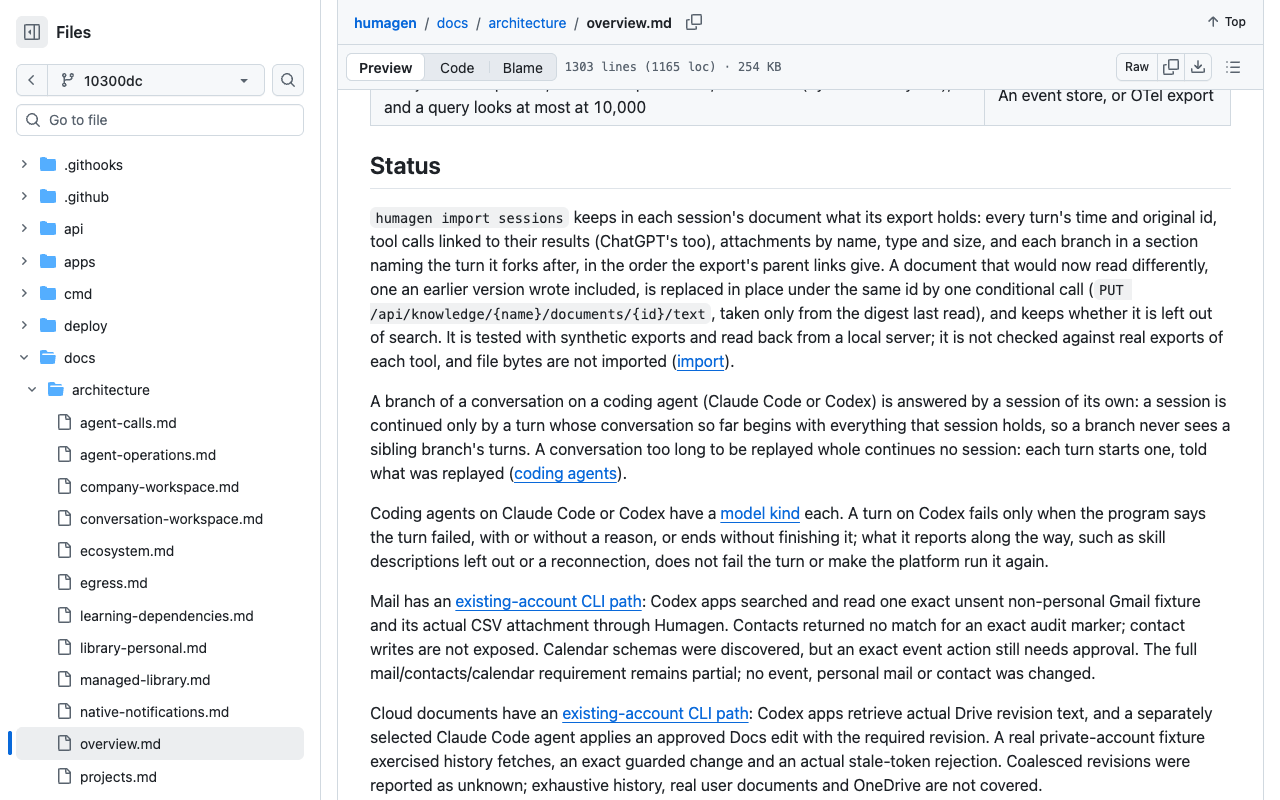 Files
humagen / docs / architecture / overview.md
Top
10300dc
Preview Code Blame 1303 lines (1165 loc) · 254 KB
Raw
Go to file
.githooks
.github
api
apps
cmd
deploy
docs
architecture
agent-calls.md
agent-operations.md
company-workspace.md
conversation-workspace.md
ecosystem.md
egress.md
learning-dependencies.md
library-personal.md
managed-library.md
native-notifications.md
overview.md
projects.md
and a query looks at most at 10,000
An event store, or OTel export
Status
humagen import sessions keeps in each session's document what its export holds: every turn's time and original id,
tool calls linked to their results (ChatGPT's too), attachments by name, type and size, and each branch in a section
naming the turn it forks after, in the order the export's parent links give. A document that would now read differently,
one an earlier version wrote included, is replaced in place under the same id by one conditional call ( PUT
/api/knowledge/{name}/documents/{id}/text , taken only from the digest last read), and keeps whether it is left out
of search. It is tested with synthetic exports and read back from a local server; it is not checked against real exports of
each tool, and file bytes are not imported (import).
A branch of a conversation on a coding agent (Claude Code or Codex) is answered by a session of its own: a session is
continued only by a turn whose conversation so far begins with everything that session holds, so a branch never sees a
sibling branch's turns. A conversation too long to be replayed whole continues no session: each turn starts one, told
what was replayed (coding agents).
Coding agents on Claude Code or Codex have a model kind each. A turn on Codex fails only when the program says
the turn failed, with or without a reason, or ends without finishing it; what it reports along the way, such as skill
descriptions left out or a reconnection, does not fail the turn or make the platform run it again.
Mail has an existing-account CLI path: Codex apps searched and read one exact unsent non-personal Gmail fixture
and its actual CSV attachment through Humagen. Contacts returned no match for an exact audit marker; contact
writes are not exposed. Calendar schemas were discovered, but an exact event action still needs approval. The full
mail/contacts/calendar requirement remains partial; no event, personal mail or contact was changed.
Cloud documents have an existing-account CLI path: Codex apps retrieve actual Drive revision text, and a separately
selected Claude Code agent applies an approved Docs edit with the required revision. A real private-account fixture
exercised history fetches, an exact guarded change and an actual stale-token rejection. Coalesced revisions were
reported as unknown; exhaustive history, real user documents and OneDrive are not covered.